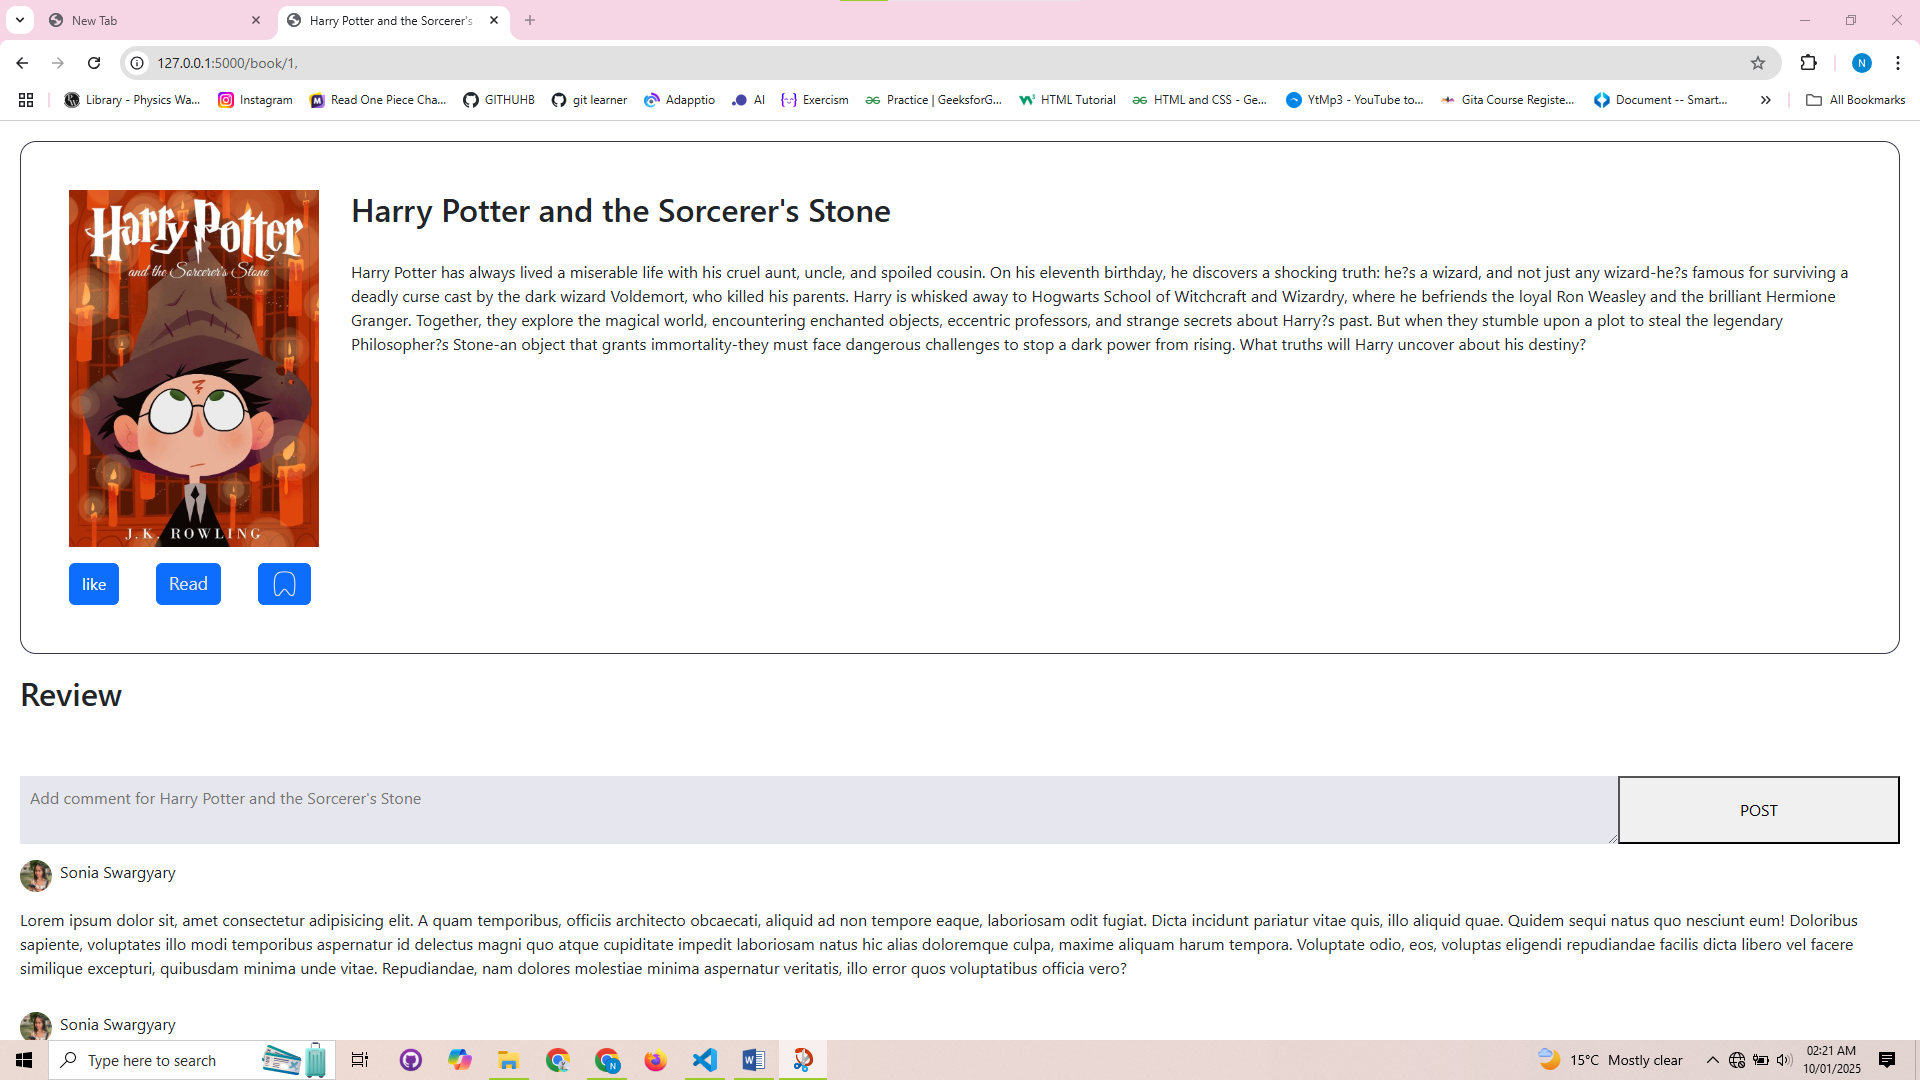 New Tab
Harry Potter and the Sorcerer's
127.0.0.1:5000/book/1,
N
Library - Physics Wa...
Instagram
Read One Piece Cha...
GITHUHB
git learner
Adapptio
AI
Exercism
Practice | GeeksforG...
HTML Tutorial
HTML and CSS - Ge...
YtMp3 - YouTube to...
Gita Course Registe...
Document -- Smart...
All Bookmarks
Harry Potter
and the Sorcerer's Stone
J.K. ROWLING
Harry Potter and the Sorcerer's Stone
Harry Potter has always lived a miserable life with his cruel aunt, uncle, and spoiled cousin. On his eleventh birthday, he discovers a shocking truth: he?s a wizard, and not just any wizard-he?s famous for surviving a
deadly curse cast by the dark wizard Voldemort, who killed his parents. Harry is whisked away to Hogwarts School of Witchcraft and Wizardry, where he befriends the loyal Ron Weasley and the brilliant Hermione
Granger. Together, they explore the magical world, encountering enchanted objects, eccentric professors, and strange secrets about Harry?s past. But when they stumble upon a plot to steal the legendary
Philosopher?s Stone-an object that grants immortality-they must face dangerous challenges to stop a dark power from rising. What truths will Harry uncover about his destiny?
like
Read
Review
Add comment for Harry Potter and the Sorcerer's Stone
POST
Sonia Swargyary
Lorem ipsum dolor sit, amet consectetur adipisicing elit. A quam temporibus, officiis architecto obcaecati, aliquid ad non tempore eaque, laboriosam odit fugiat. Dicta incidunt pariatur vitae quis, illo aliquid quae. Quidem sequi natus quo nesciunt eum! Doloribus
sapiente, voluptates illo modi temporibus aspernatur id delectus magni quo atque cupiditate impedit laboriosam natus hic alias doloremque culpa, maxime aliquam harum tempora. Voluptate odio, eos, voluptas eligendi repudiandae facilis dicta libero vel facere
similique excepturi, quibusdam minima unde vitae. Repudiandae, nam dolores molestiae minima aspernatur veritatis, illo error quos voluptatibus officia vero?
Sonia Swargyary
Type here to search
15°C Mostly clear
02:21 AM
10/01/2025